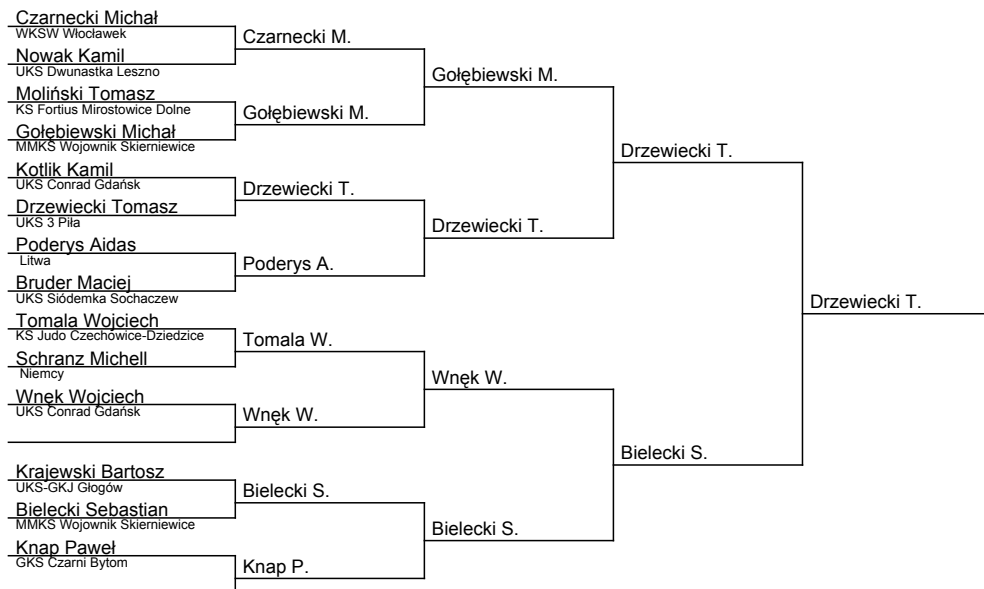 Czarnecki Michał
WKSW Włocławek
Czarnecki M.
Nowak Kamil
UKS Dwunastka Leszno
Gołębiewski M.
Moliński Tomasz
KS Fortius Mirostowice Dolne
Gołębiewski M.
Gołębiewski Michał
MMKS Wojownik Skierniewice
Drzewiecki T.
Kotlik Kamil
UKS Conrad Gdańsk
Drzewiecki T.
Drzewiecki Tomasz
UKS 3 Piła
Drzewiecki T.
Poderys Aidas
Litwa
Poderys A.
Bruder Maciej
UKS Siódemka Sochaczew
Drzewiecki T.
Tomala Wojciech
KS Judo Czechowice-Dziedzice
Tomala W.
Schranz Michell
Niemcy
Wnęk W.
Wnęk Wojciech
UKS Conrad Gdańsk
Wnęk W.
Bielecki S.
Krajewski Bartosz
UKS-GKJ Głogów
Bielecki S.
Bielecki Sebastian
MMKS Wojownik Skierniewice
Bielecki S.
Knap Paweł
GKS Czarni Bytom
Knap P.